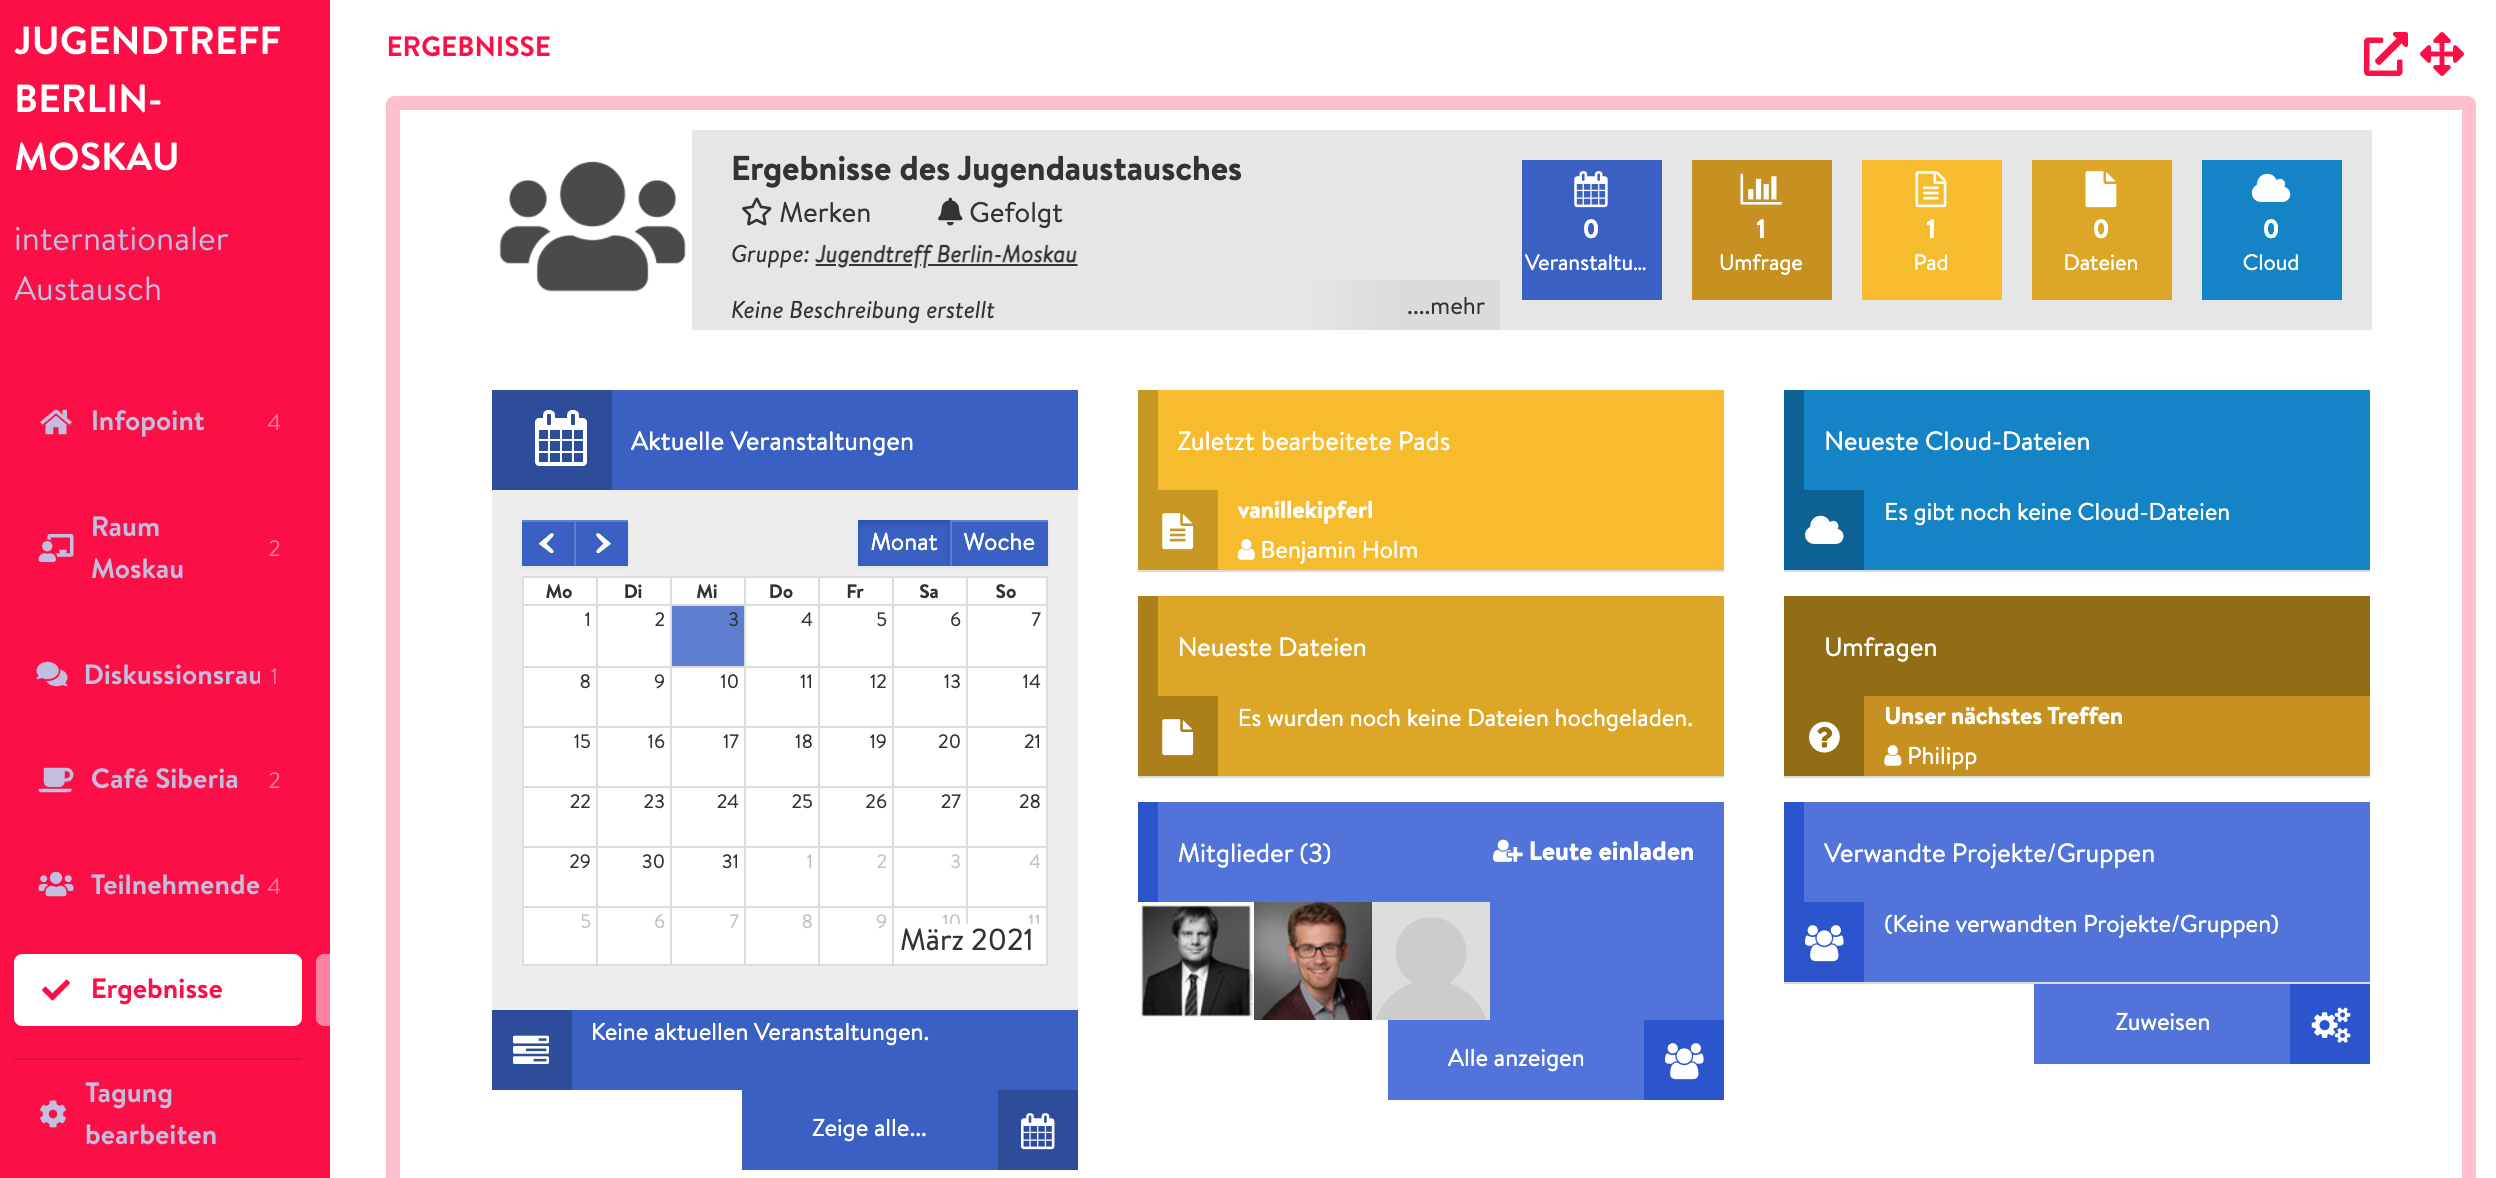 JUGENDTREFF
BERLIN-
MOSKAU
internationaler
Austausch
Infopoint 4
Raum
Moskau 2
Diskussionsrau 1
Café Siberia 2
Teilnehmende 4
Ergebnisse
Tagung
bearbeiten
ERGEBNISSE
Ergebnisse des Jugendaustausches
Merken Gefolgt
Gruppe: Jugendtreff Berlin-Moskau
Keine Beschreibung erstellt
....mehr
0
Veranstaltu...
1
Umfrage
1
Pad
0
Dateien
0
Cloud
Aktuelle Veranstaltungen
Monat Woche
Mo Di Mi Do Fr Sa So
1 2 3 4 5 6 7
8 9 10 11 12 13 14
15 16 17 18 19 20 21
22 23 24 25 26 27 28
29 30 31 1 2 3 4
5 6 7 8 9 10 11
März 2021
Keine aktuellen Veranstaltungen.
Zeige alle...
Zuletzt bearbeitete Pads
vanillekipferl
Benjamin Holm
Neueste Dateien
Es wurden noch keine Dateien hochgeladen.
Mitglieder (3) Leute einladen
Alle anzeigen
Neueste Cloud-Dateien
Es gibt noch keine Cloud-Dateien
Umfragen
Unser nächstes Treffen
Philipp
Verwandte Projekte/Gruppen
(Keine verwandten Projekte/Gruppen)
Zuweisen